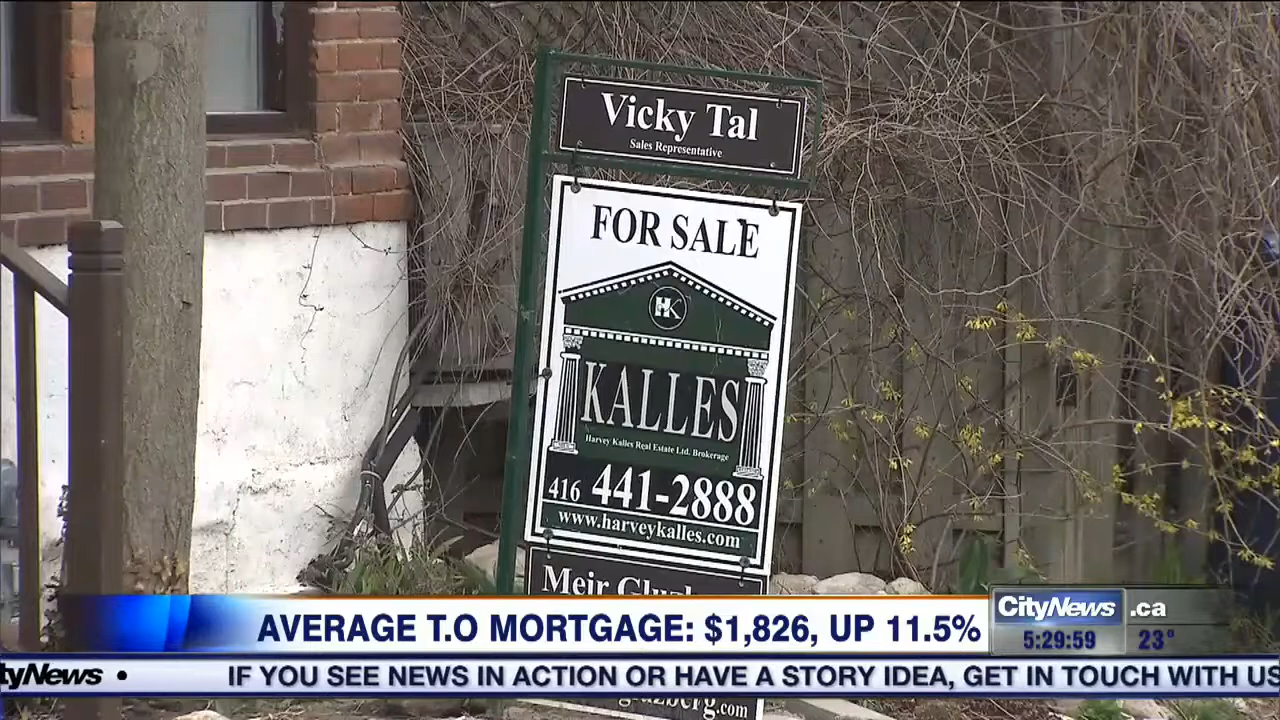 Vicky Tal
Sales Representative
FOR SALE
HK
KALLES
Harvey Kalles Real Estate Ltd. Brokerage
416 441-2888
www.harveykalles.com
Meir
AVERAGE T.O MORTGAGE: $1,826, UP 11.5%
CityNews .ca
5:29:59 23°
tyNews • IF YOU SEE NEWS IN ACTION OR HAVE A STORY IDEA, GET IN TOUCH WITH US
.com